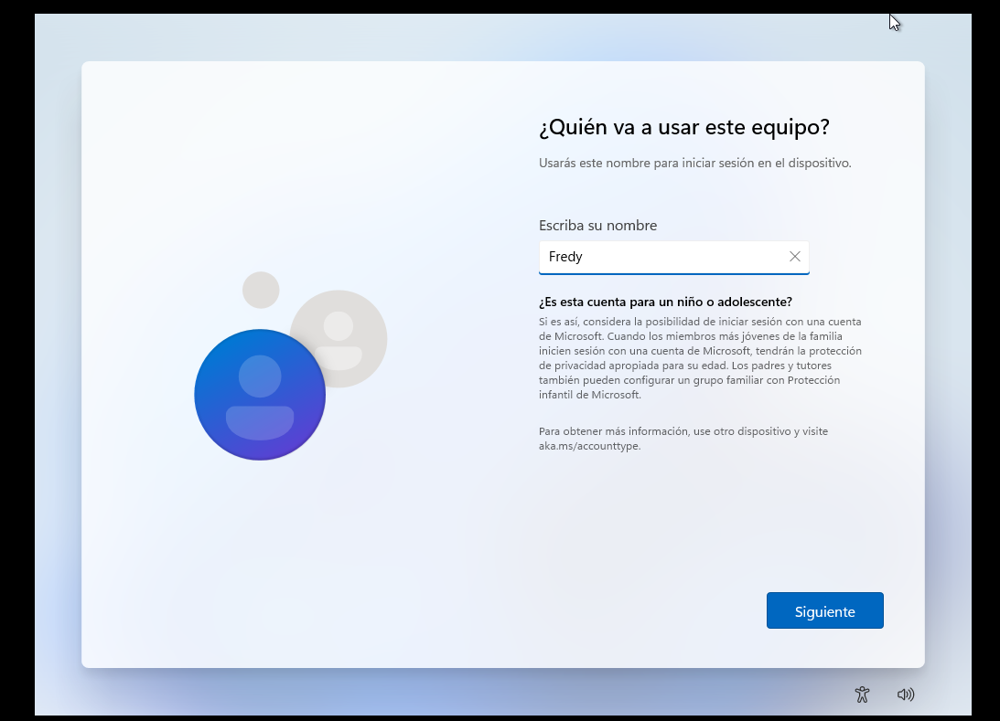 ¿Quién va a usar este equipo?
Usarás este nombre para iniciar sesión en el dispositivo.
Escriba su nombre
Fredy
¿Es esta cuenta para un niño o adolescente?
Si es así, considera la posibilidad de iniciar sesión con una cuenta
de Microsoft. Cuando los miembros más jóvenes de la familia
inicien sesión con una cuenta de Microsoft, tendrán la protección
de privacidad apropiada para su edad. Los padres y tutores
también pueden configurar un grupo familiar con Protección
infantil de Microsoft.
Para obtener más información, use otro dispositivo y visite
aka.ms/accounttype.
Siguiente